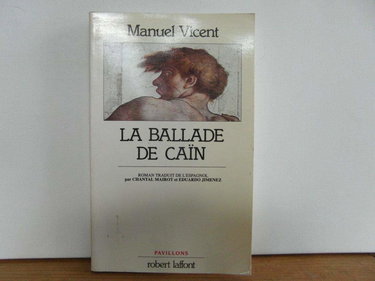 Manuel Vicent
LA BALLADE
DE CAÏN
ROMAN TRADUIT DE L'ESPAGNOL
par CHANTAL MAIROT et EDUARDO JIMENEZ
PAVILLONS
robert laffont